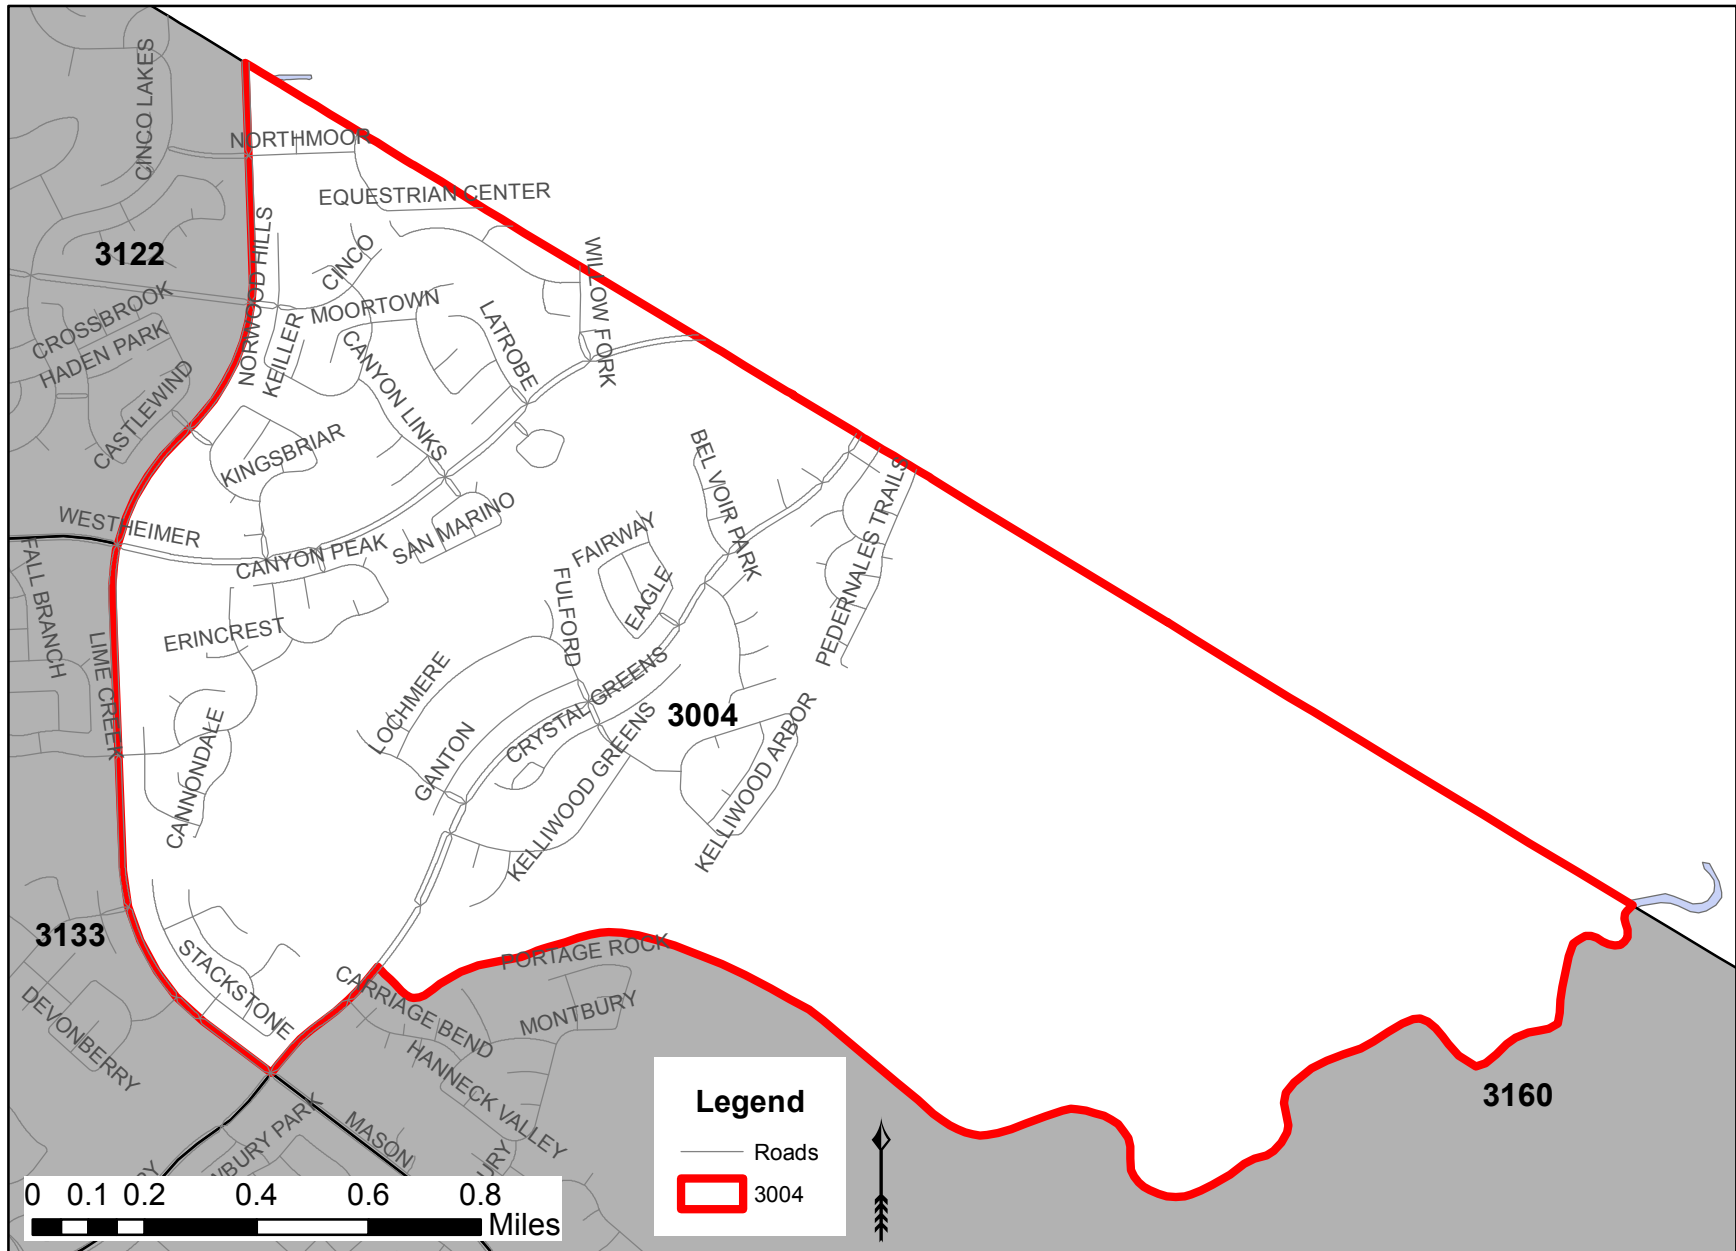 CINCO LAKES
NORTHMOOR
EQUESTRIAN CENTER
3122
NORWOOD HILLS
CINCO
WILLOW FORK
MOORTOWN
CROSSBROOK
HADEN PARK
KEILLER
LATROBE
CANYON LINKS
CASTLEWIND
KINGSBRIAR
BEL VOIR PARK
PEDERNALES TRAILS
WESTHEIMER
SAN MARINO
CANYON PEAK
FAIRWAY
EAGLE
FULFORD
FALL BRANCH
LIME CREEK
ERINCREST
LOCHMERE
CRYSTAL GREENS
3004
GANTON
KELLIWOOD GREENS
KELLIWOOD ARBOR
CANNONDALE
3133
STACKSTONE
PORTAGE ROCK
CARRIAGE BEND
MONTBURY
DEVONBERRY
HANNECK VALLEY
MASON
WBURY PARK
URY
RY
3160
Legend
Roads
3004
0 0.1 0.2 0.4 0.6 0.8
Miles